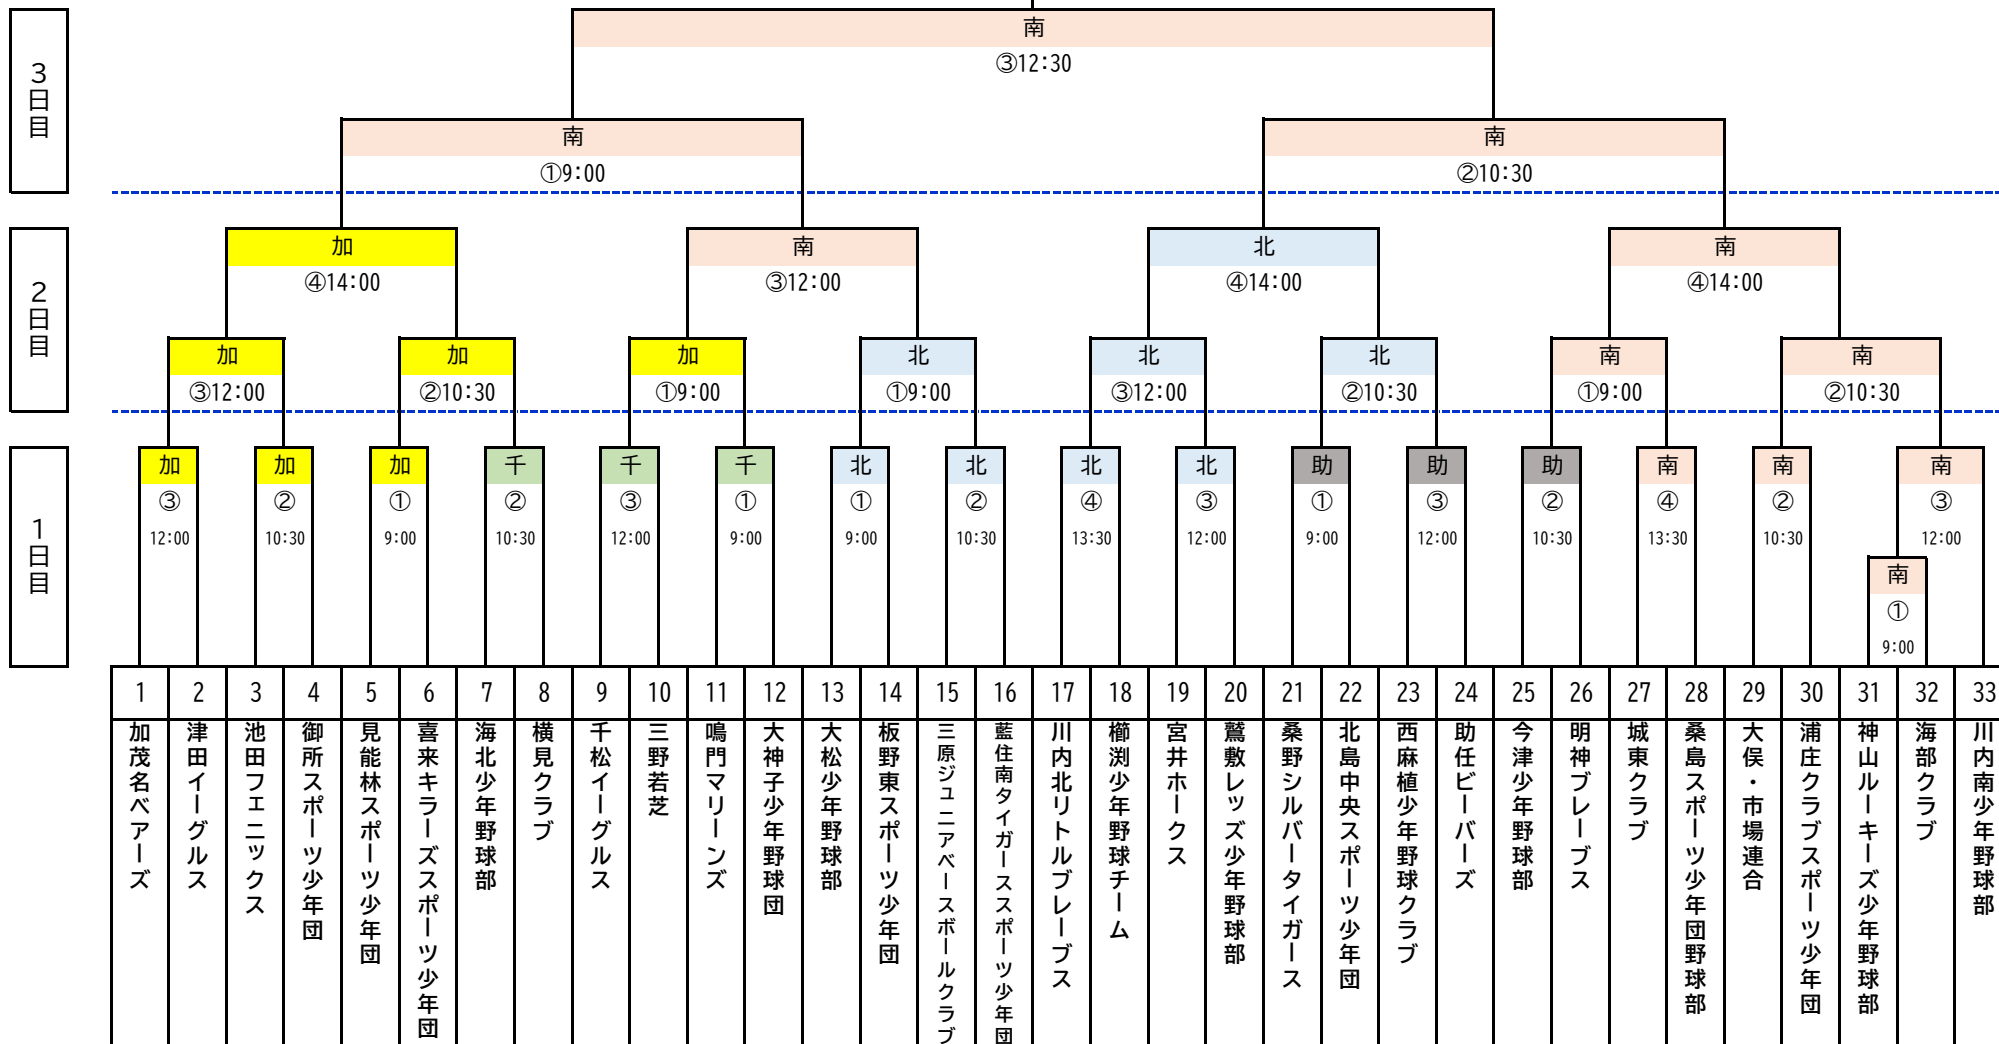 3日目
南
③12:30
南
南
①9:00
②10:30
2日目
加
南
北
南
④14:00
③12:00
④14:00
④14:00
加
加
加
北
北
北
南
南
③12:00
②10:30
①9:00
①9:00
③12:00
②10:30
①9:00
②10:30
1日目
加
加
加
千
千
千
北
北
北
北
助
助
助
南
南
南
③
②
①
②
③
①
①
②
④
③
①
③
②
④
②
③
12:00
10:30
9:00
10:30
12:00
9:00
9:00
10:30
13:30
12:00
9:00
12:00
10:30
13:30
10:30
12:00
南
①
9:00
1 2 3 4 5 6 7 8 9 10 11 12 13 14 15 16 17 18 19 20 21 22 23 24 25 26 27 28 29 30 31 32 33
加茂名ベアーズ
津田イーグルス
池田フェニックス
御所スポーツ少年団
見能林スポーツ少年団
喜来キラーズスポーツ少年団
海北少年野球部
横見クラブ
千松イーグルス
三野若芝
鳴門マリーンズ
大神子少年野球団
大松少年野球部
板野東スポーツ少年団
三原ジュニアベースボールクラブ
藍住南タイガーススポーツ少年団
川内北リトルブレーブス
櫛渕少年野球チーム
宮井ホークス
鷲敷レッズ少年野球部
桑野シルバータイガース
北島中央スポーツ少年団
西麻植少年野球クラブ
助任ビーバーズ
今津少年野球部
明神ブレーブス
城東クラブ
桑島スポーツ少年団野球部
大俣・市場連合
浦庄クラブスポーツ少年団
神山ルーキーズ少年野球部
海部クラブ
川内南少年野球部